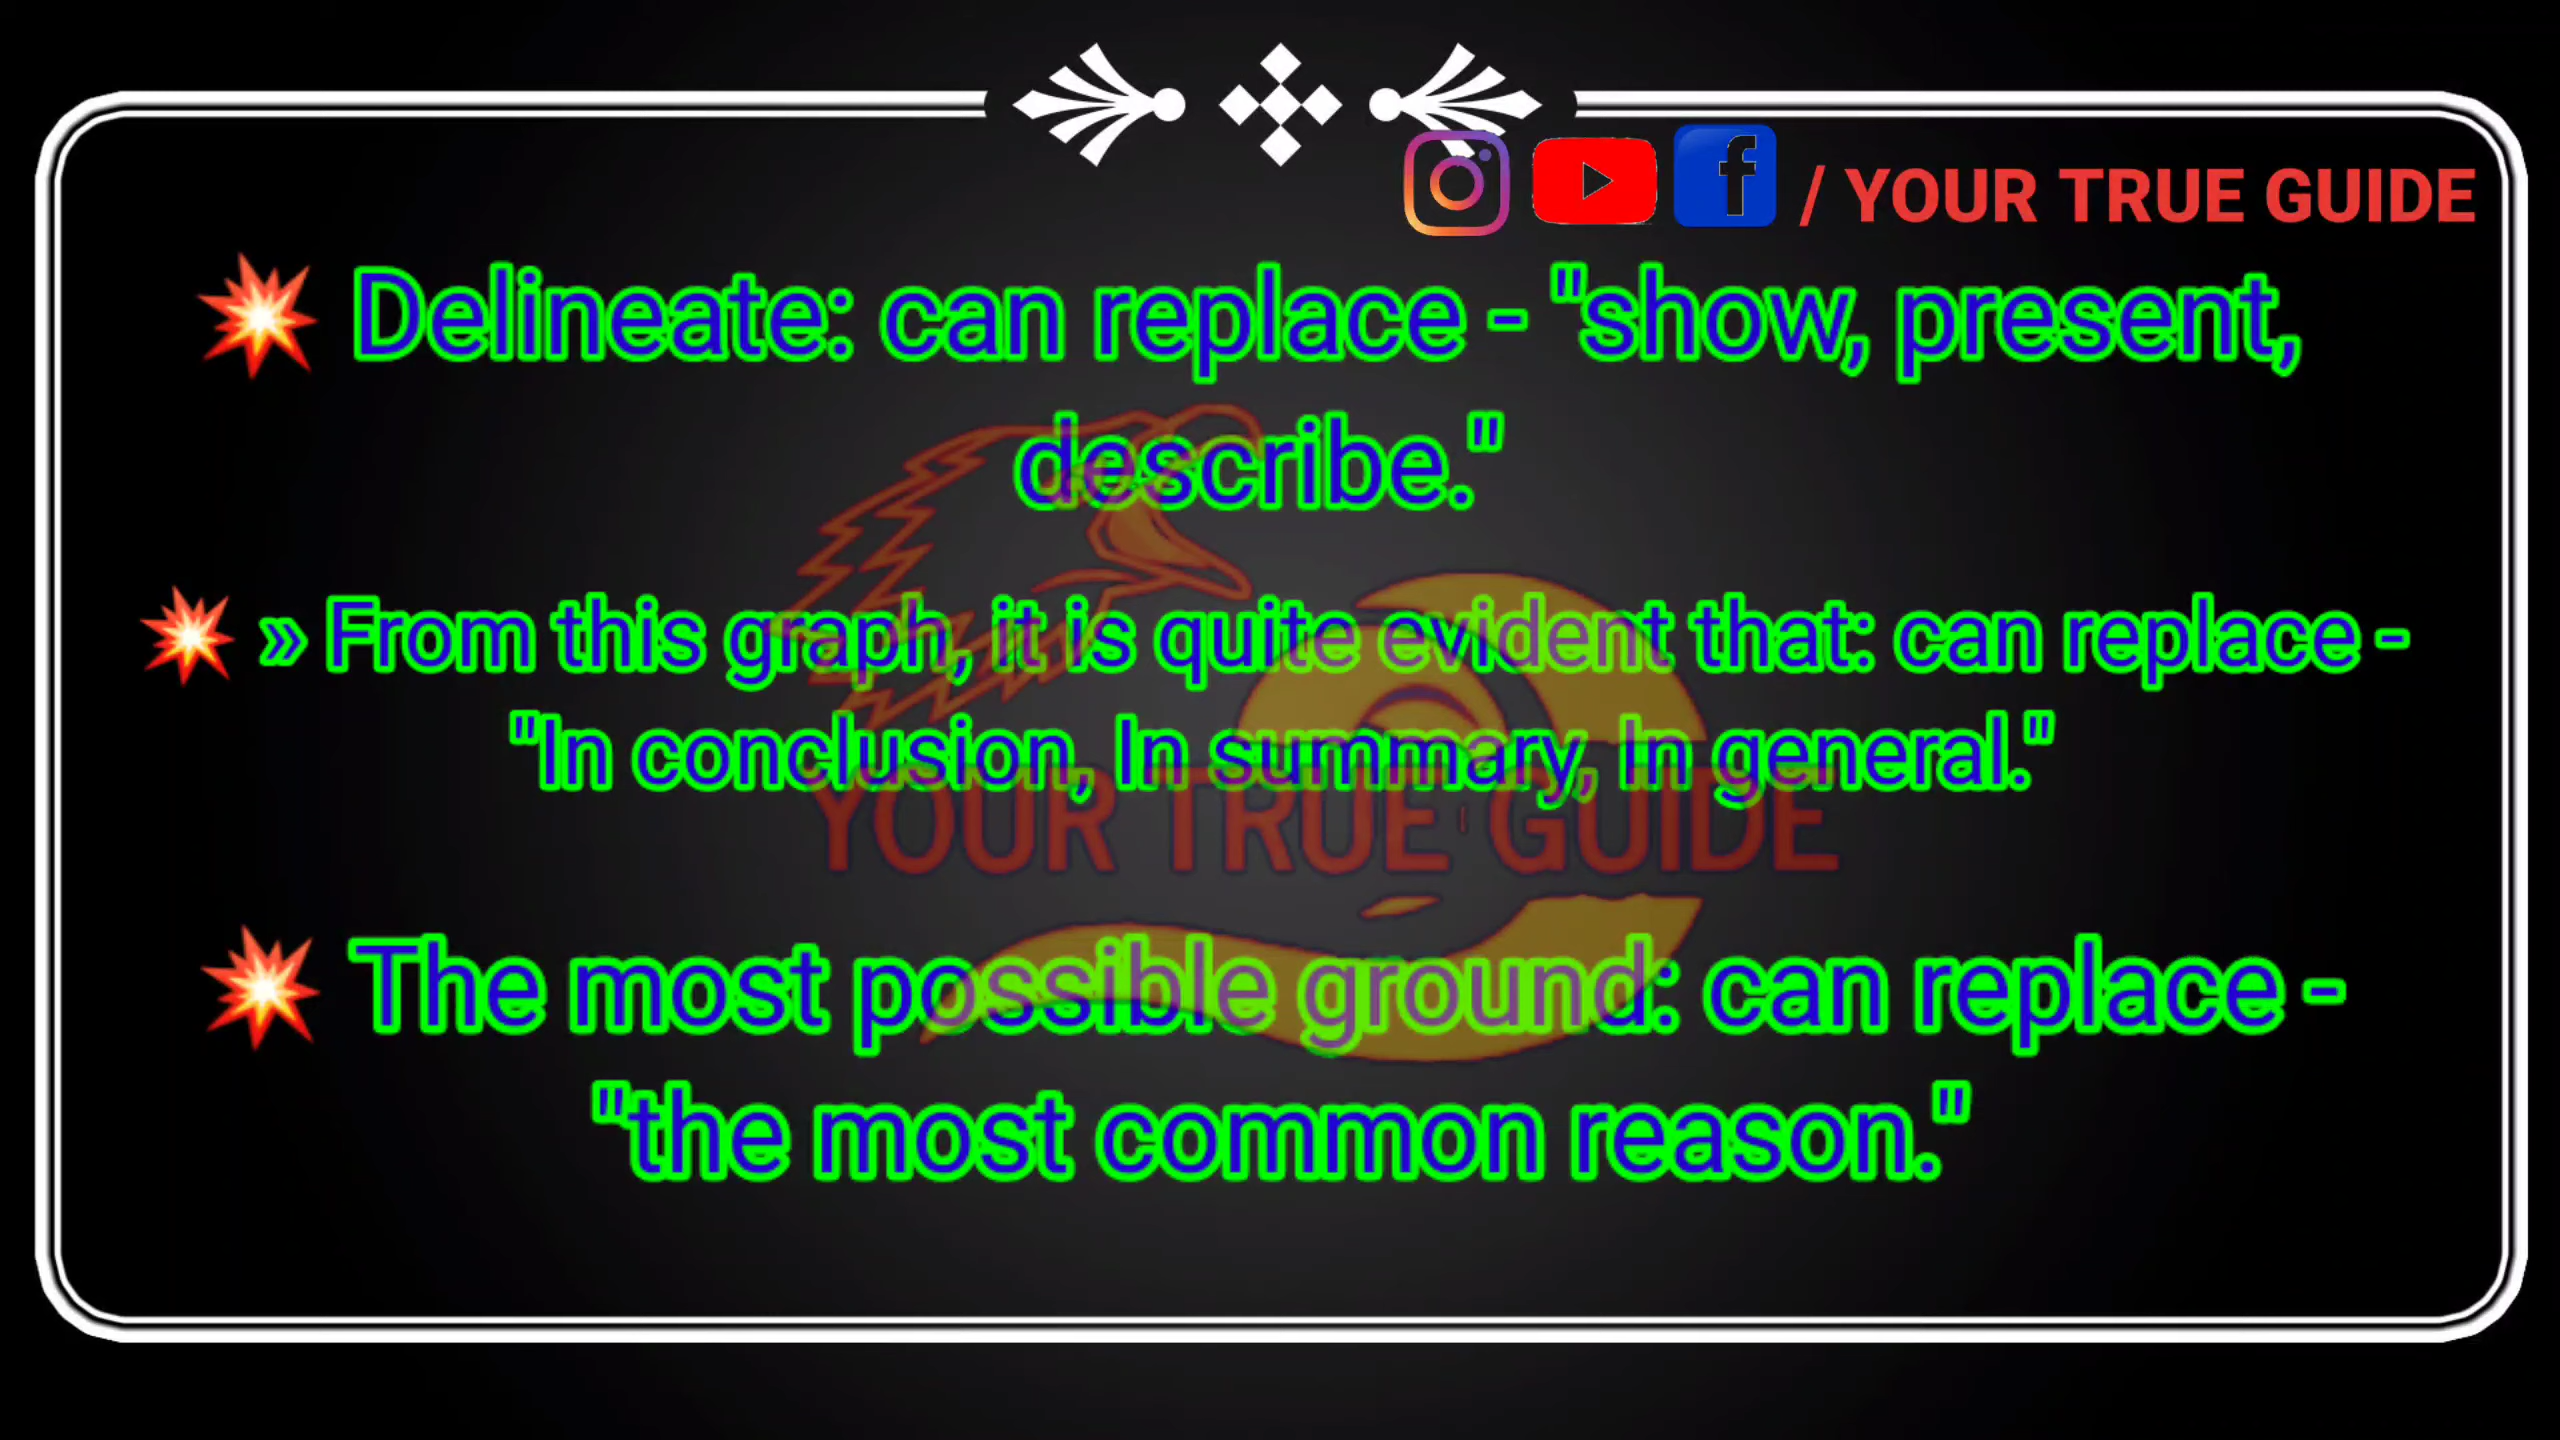 / YOUR TRUE GUIDE
💥 Delineate: can replace - "show, present,
describe."
💥 » From this graph, it is quite evident that: can replace -
"In conclusion, In summary, In general."
YOUR TRUE GUIDE
💥 The most possible ground: can replace -
"the most common reason."